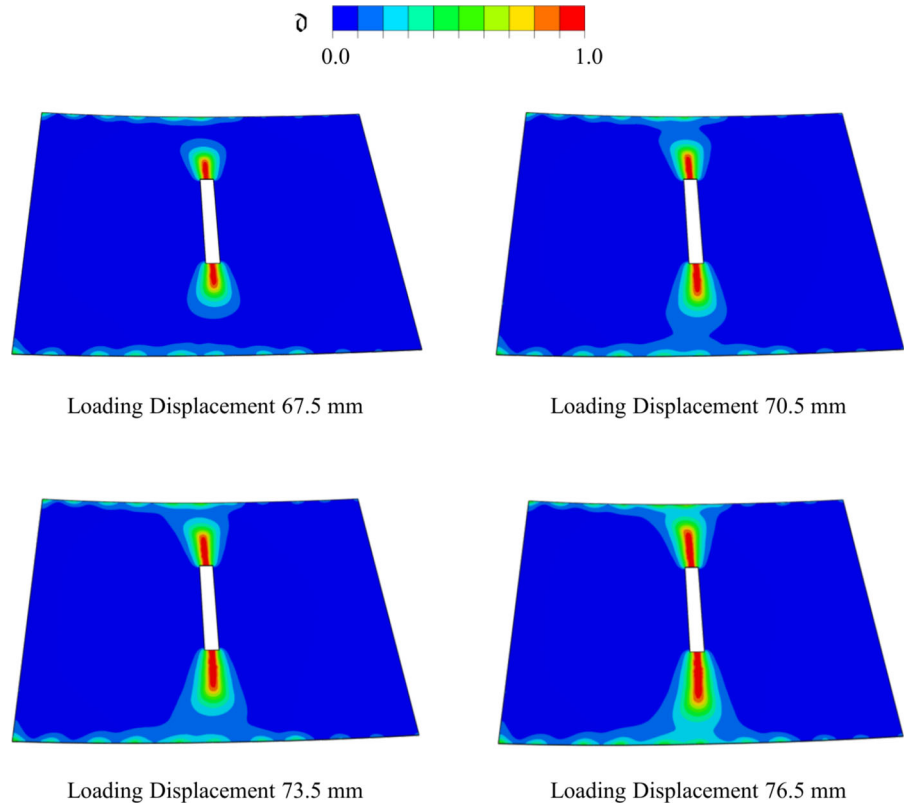 𝔡
0.0 1.0
Loading Displacement 67.5 mm
Loading Displacement 70.5 mm
Loading Displacement 73.5 mm
Loading Displacement 76.5 mm